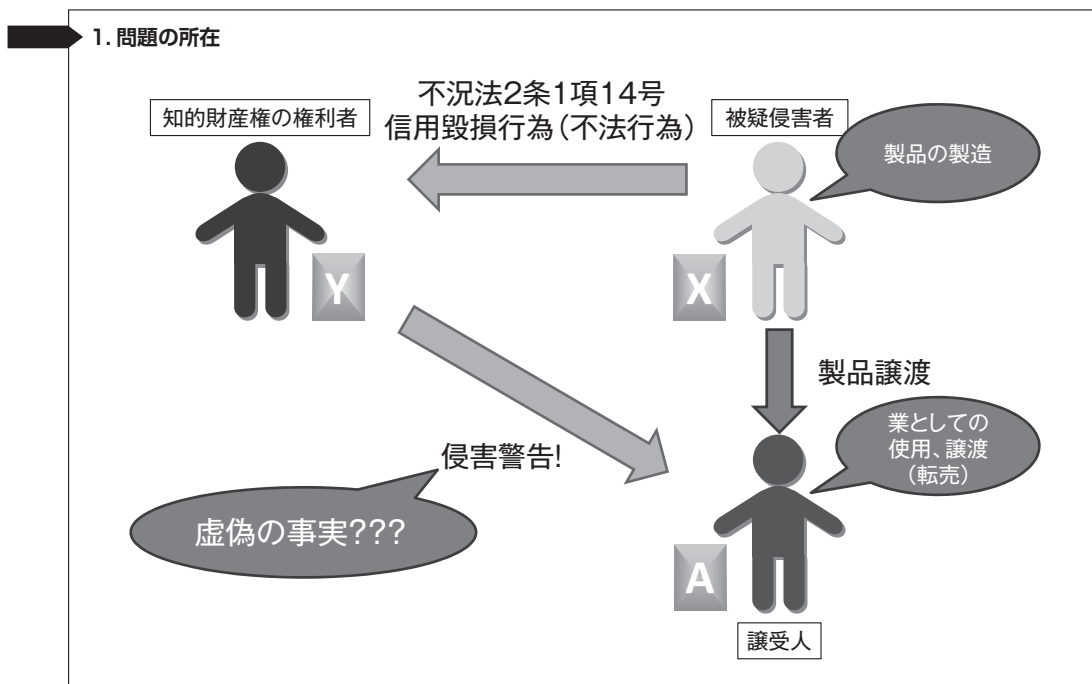 1. 問題の所在
不況法2条1項14号
信用毀損行為(不法行為)
知的財産権の権利者
被疑侵害者
製品の製造
Y
X
製品譲渡
侵害警告!
虚偽の事実???
業としての
使用、譲渡
(転売)
A
譲受人